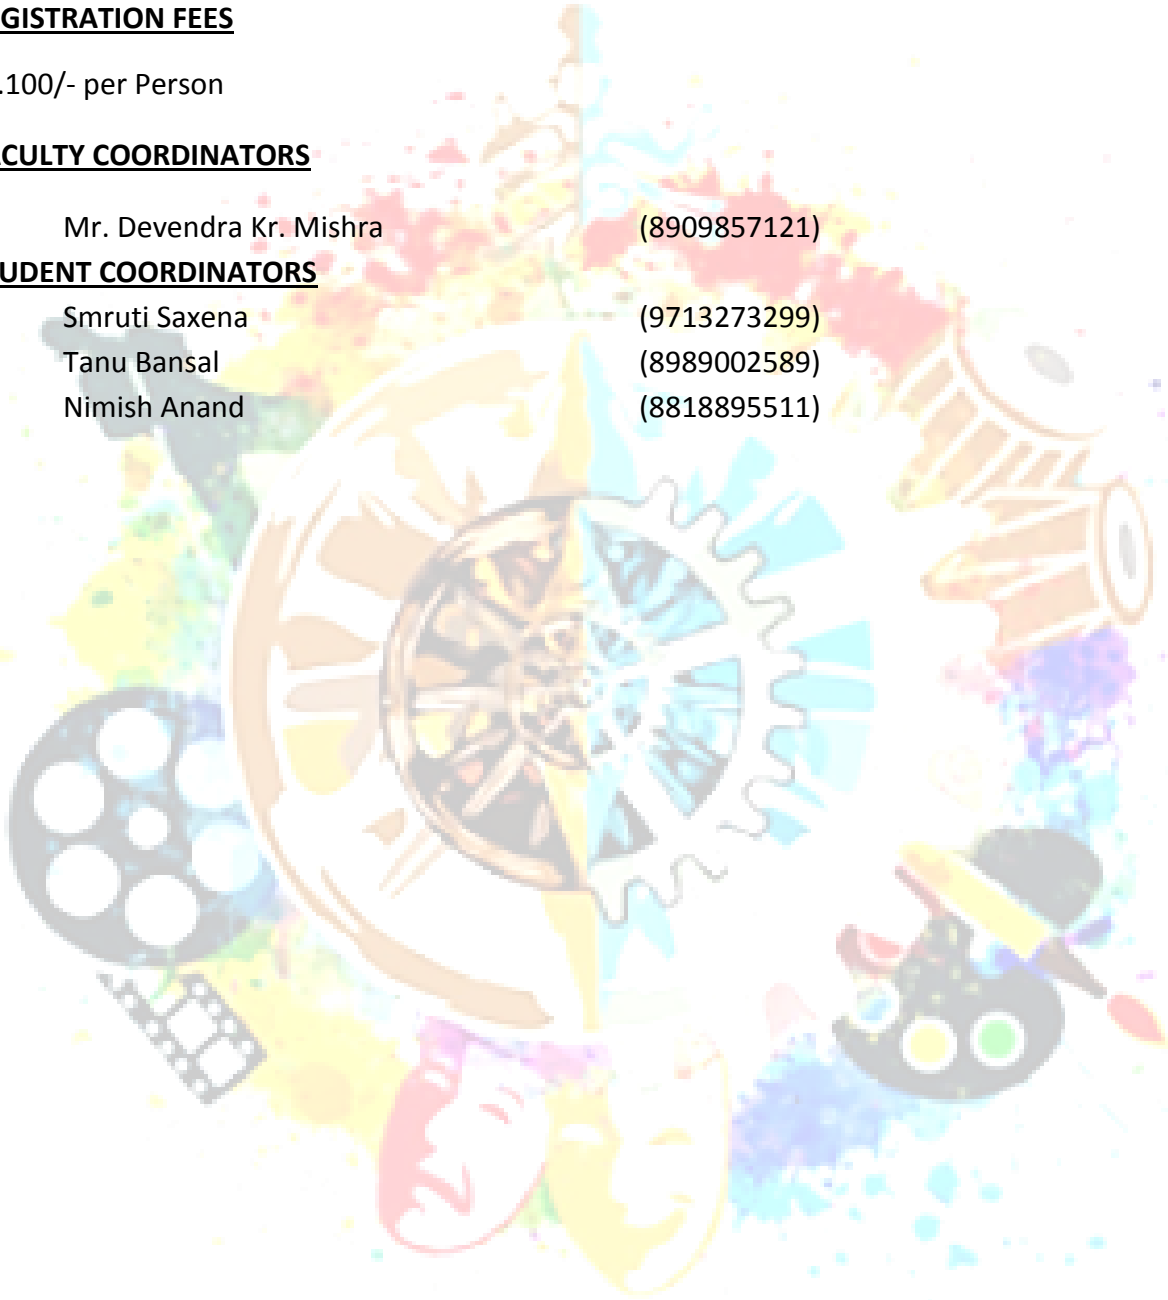 GISTRATION FEES
.100/- per Person
CULTY COORDINATORS
Mr. Devendra Kr. Mishra (8909857121)
UDENT COORDINATORS
Smruti Saxena (9713273299)
Tanu Bansal (8989002589)
Nimish Anand (8818895511)